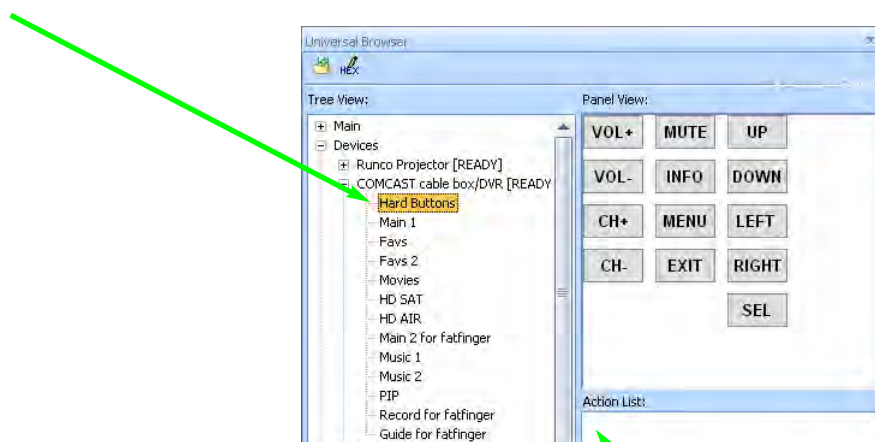 Universal Browser
HEX
Tree View:
Main
Devices
Runco Projector [READY]
COMCAST cable box/DVR [READY
Hard Buttons
Main 1
Favs
Favs 2
Movies
HD SAT
HD AIR
Main 2 for fatfinger
Music 1
Music 2
PIP
Record for fatfinger
Guide for fatfinger
Panel View:
VOL+ MUTE UP
VOL- INFO DOWN
CH+ MENU LEFT
CH- EXIT RIGHT
SEL
Action List: